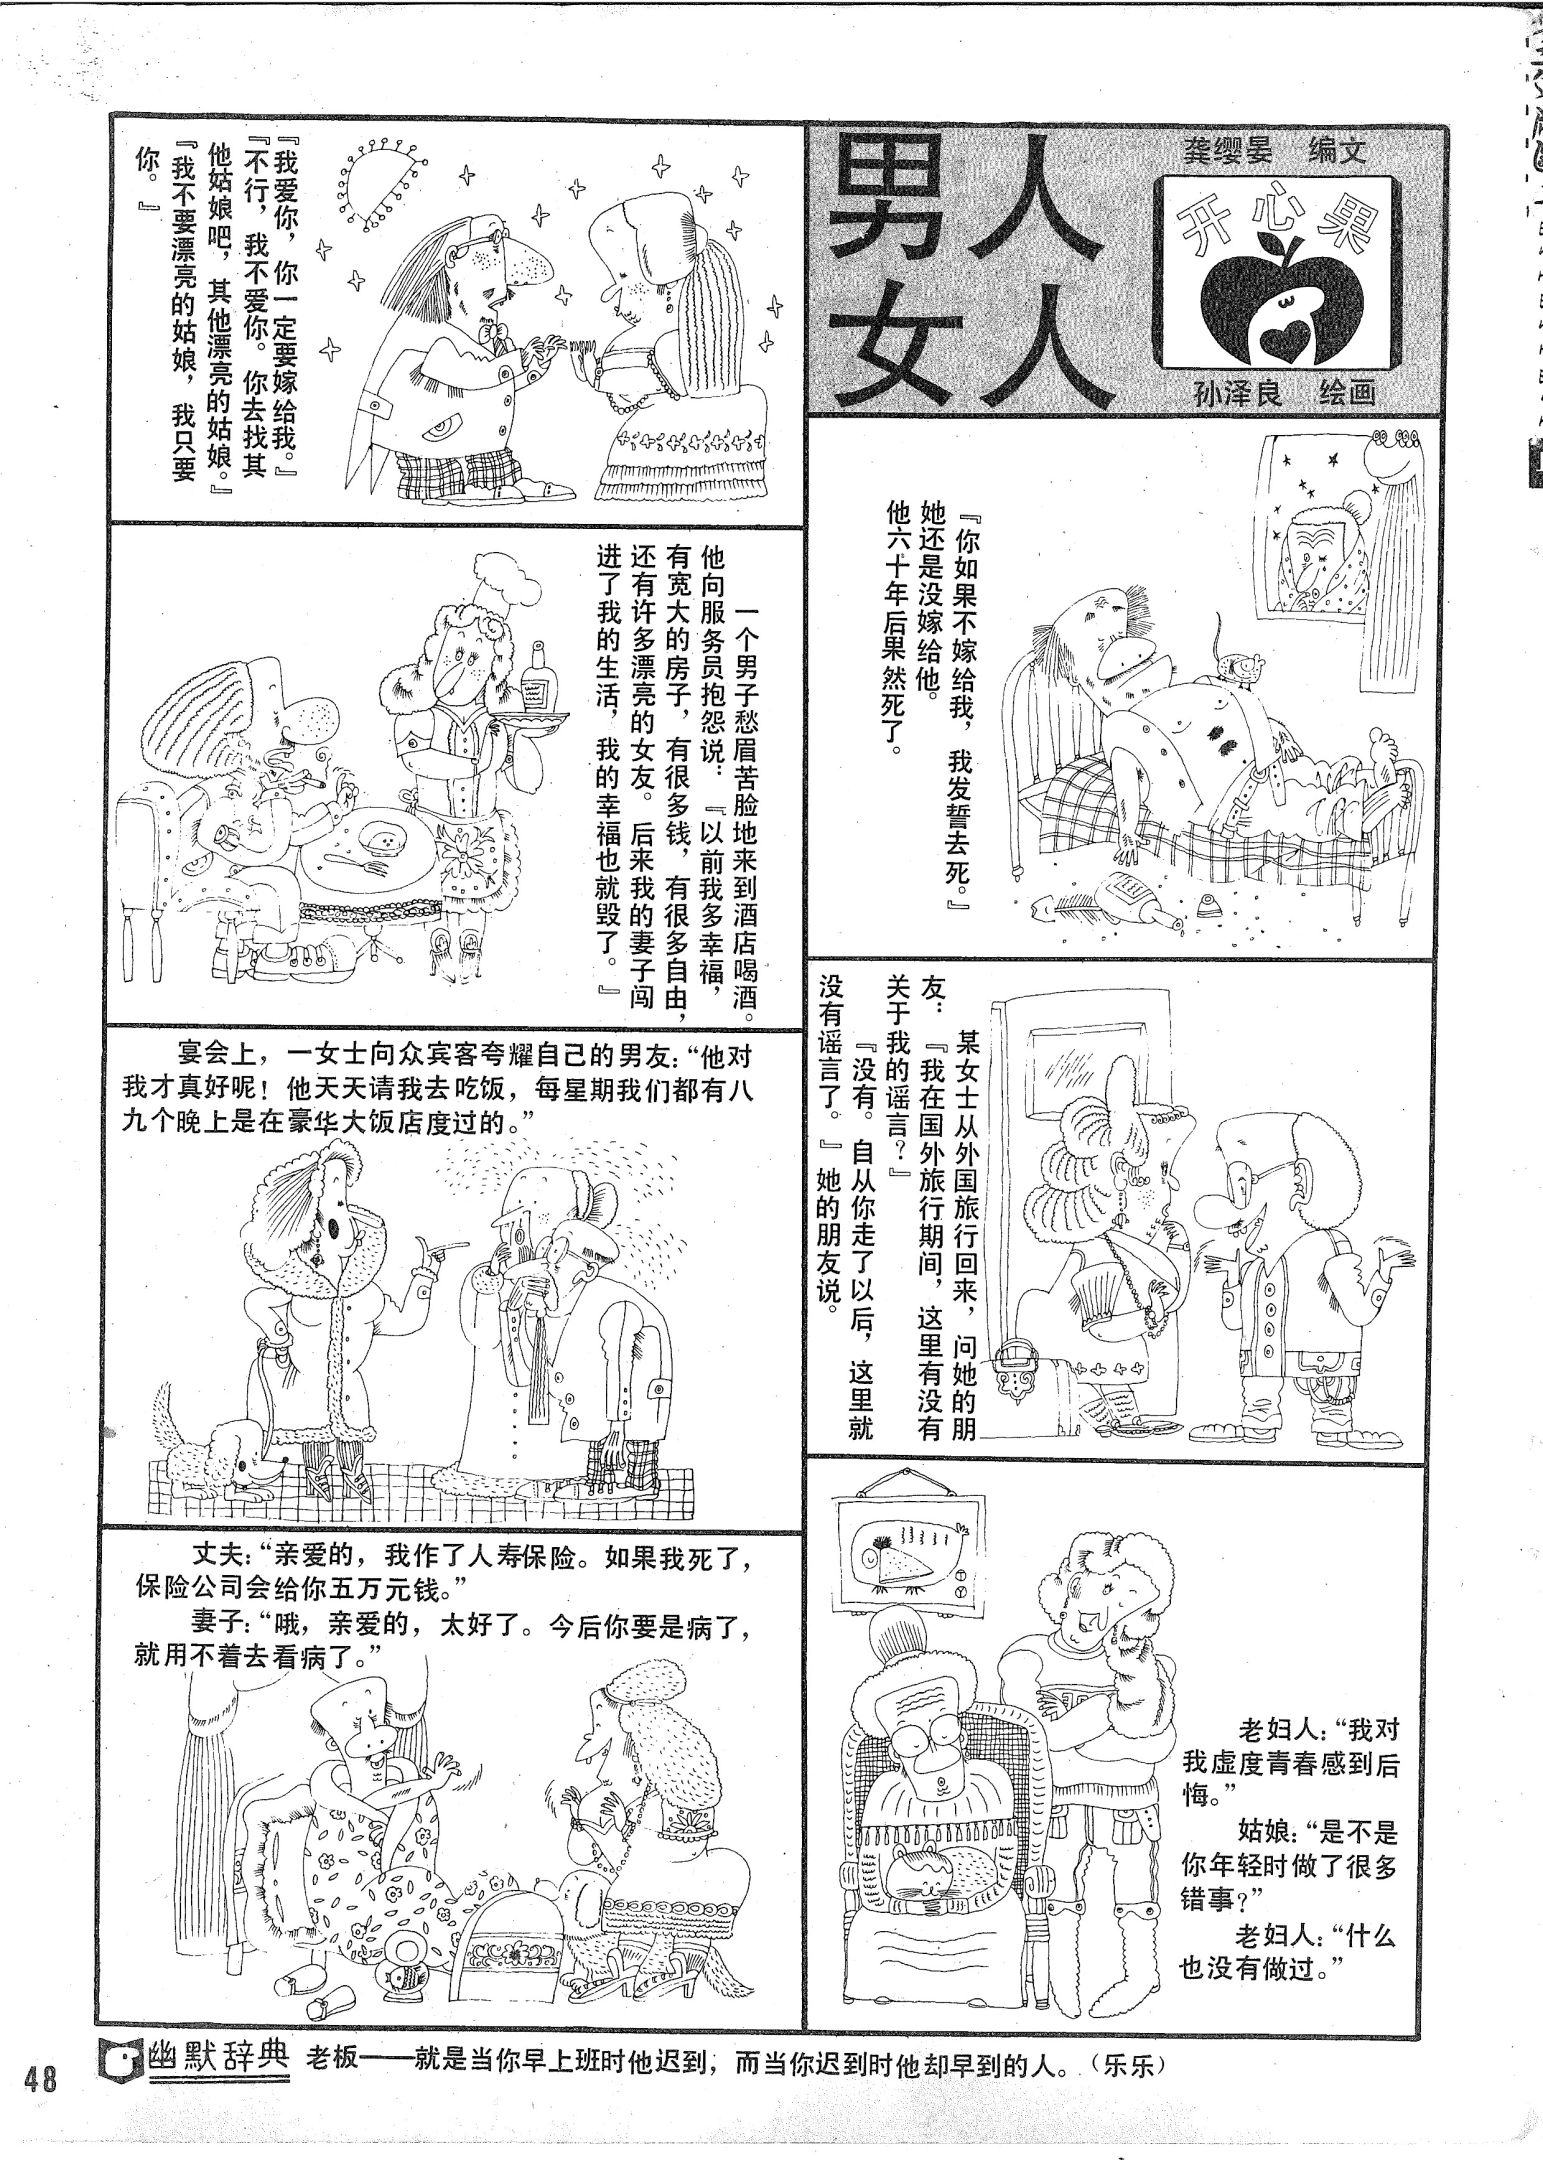 男人
女人
龚缨晏 编文
开心果
孙泽良 绘画
『我爱你，你一定要嫁给我。』
『不行，我不爱你。你去找其
他姑娘吧，其他漂亮的姑娘。』
『我不要漂亮的姑娘，我只要
你。』
『你如果不嫁给我，我发誓去死。』
她还是没嫁给他。
他六十年后果然死了。
一个男子愁眉苦脸地来到酒店喝酒。
他向服务员抱怨说：『以前我多幸福，
有宽大的房子，有很多钱，有很多自由，
还有许多漂亮的女友。后来我的妻子闯
进了我的生活，我的幸福也就毁了。』
某女士从外国旅行回来，问她的朋
友：『我在国外旅行期间，这里有没有
关于我的谣言？』
『没有。自从你走了以后，这里就
没有谣言了。』她的朋友说。
宴会上，一女士向众宾客夸耀自己的男友：“他对
我才真好呢！他天天请我去吃饭，每星期我们都有八
九个晚上是在豪华大饭店度过的。”
丈夫：“亲爱的，我作了人寿保险。如果我死了，
保险公司会给你五万元钱。”
妻子：“哦，亲爱的，太好了。今后你要是病了，
就用不着去看病了。”
老妇人：“我对
我虚度青春感到后
悔。”
姑娘：“是不是
你年轻时做了很多
错事？”
老妇人：“什么
也没有做过。”
幽默辞典 老板——就是当你早上班时他迟到；而当你迟到时他却早到的人。（乐乐）
48